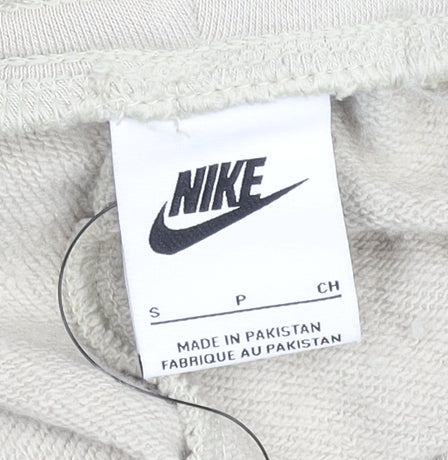 NIKE
S P CH
MADE IN PAKISTAN
FABRIQUE AU PAKISTAN